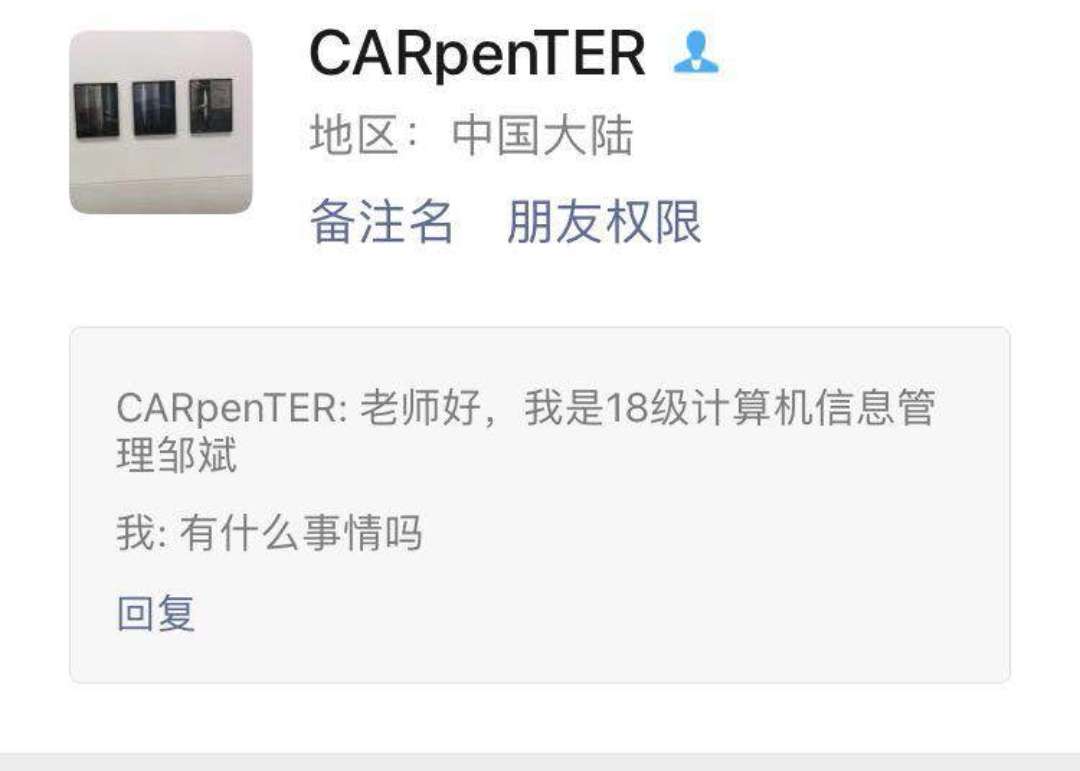 CARpenTER
地区： 中国大陆
备注名 朋友权限
CARpenTER: 老师好，我是18级计算机信息管
理邹斌
我: 有什么事情吗
回复